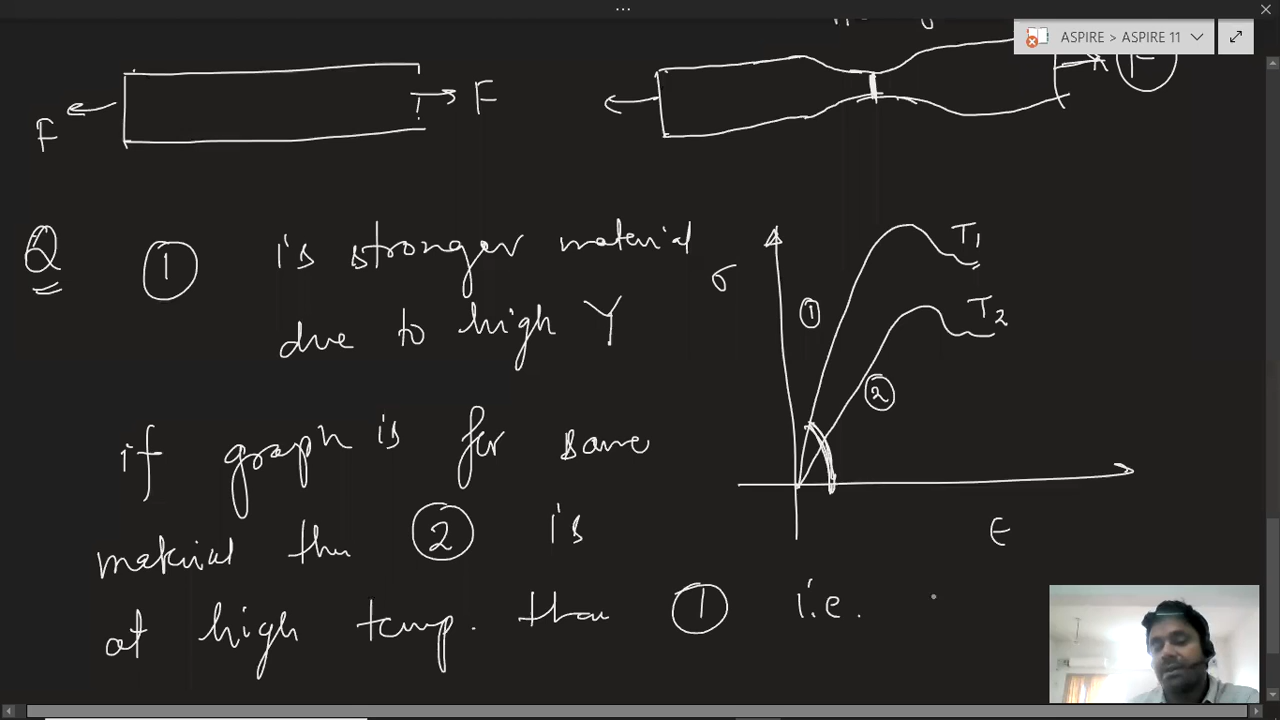 ...
ASPIRE > ASPIRE 11
F
F
F
Q
① is stronger material
due to high Y
σ
T1
①
T2
②
ε
if graph is for same
material then ② is
at high temp. than ① i.e.